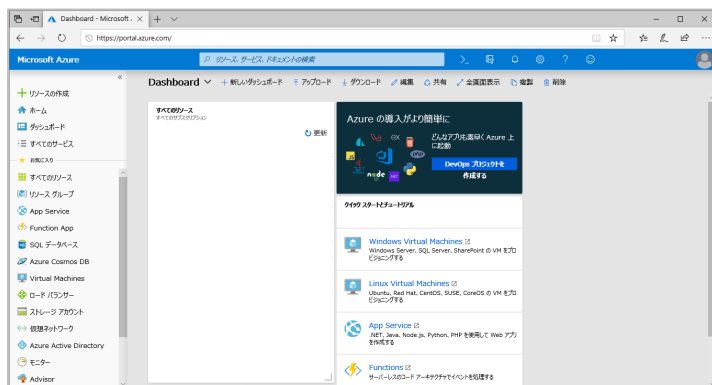 Dashboard - Microsoft.
https://portal.azure.com/
Microsoft Azure
リソース、サービス、ドキュメントの検索
リソースの作成
ホーム
ダッシュボード
すべてのサービス
お気に入り
すべてのリソース
リソース グループ
App Service
Function App
SQL データベース
Azure Cosmos DB
Virtual Machines
ロード バランサー
ストレージ アカウント
仮想ネットワーク
Azure Active Directory
モニター
Advisor
Dashboard
新しいダッシュボード
アップロード
ダウンロード
編集
共有
全画面表示
複製
削除
すべてのリソース
すべてのサブスクリプション
更新
Azure の導入がより簡単に
どんなアプリも素早く Azure 上
に起動
DevOps プロジェクトを
作成する
node
NET
クイック スタートとチュートリアル
Windows Virtual Machines
Windows Server、SQL Server、SharePoint の VM をプロ
ビジョニングする
Linux Virtual Machines
Ubuntu、Red Hat、CentOS、SUSE、CoreOS の VM をプロ
ビジョニングする
App Service
.NET、Java、Node.js、Python、PHP を使用して Web アプリ
を作成する
Functions
サーバーレスのコード アーキテクチャでイベントを処理する